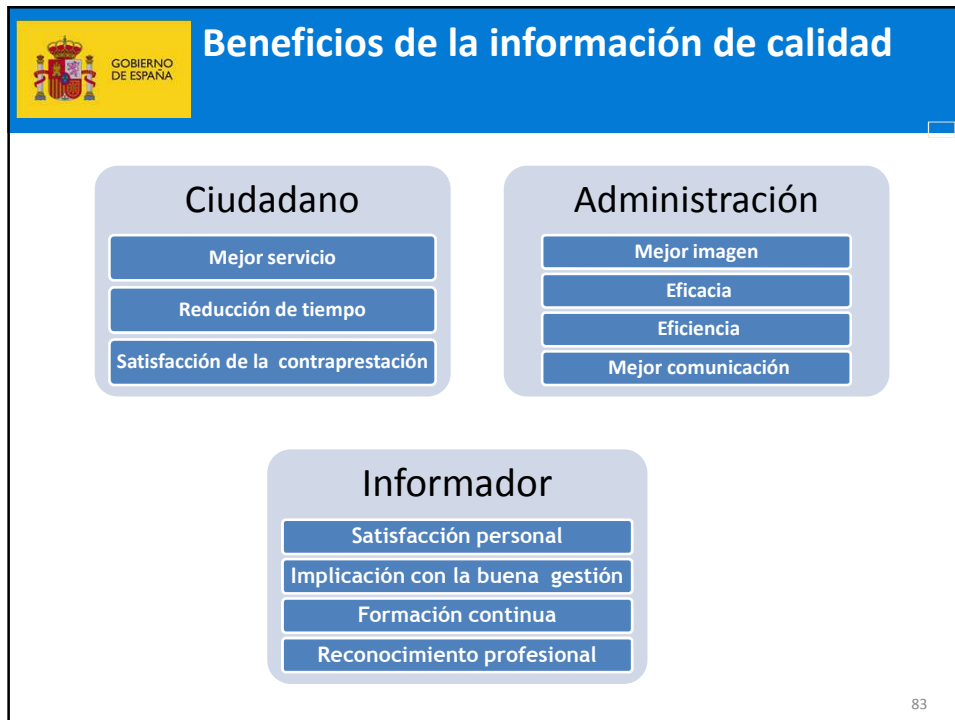 GOBIERNO
DE ESPAÑA
Beneficios de la información de calidad
Ciudadano
Mejor servicio
Reducción de tiempo
Satisfacción de la contraprestación
Administración
Mejor imagen
Eficacia
Eficiencia
Mejor comunicación
Informador
Satisfacción personal
Implicación con la buena gestión
Formación continua
Reconocimiento profesional
83